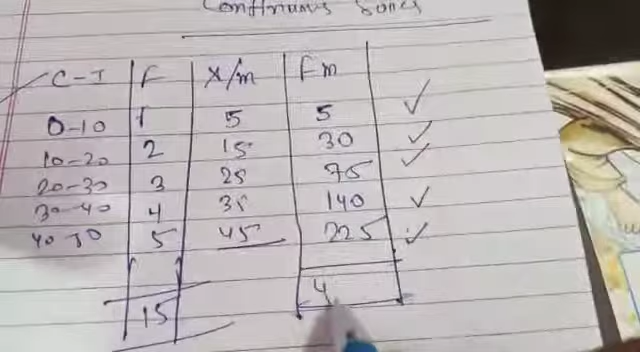 Continuous Series
C-I F X/m Fm
0-10 1 5 5 ✓
10-20 2 15 30 ✓
20-30 3 25 75 ✓
30-40 4 35 140 ✓
40-50 5 45 225 ✓
15 4